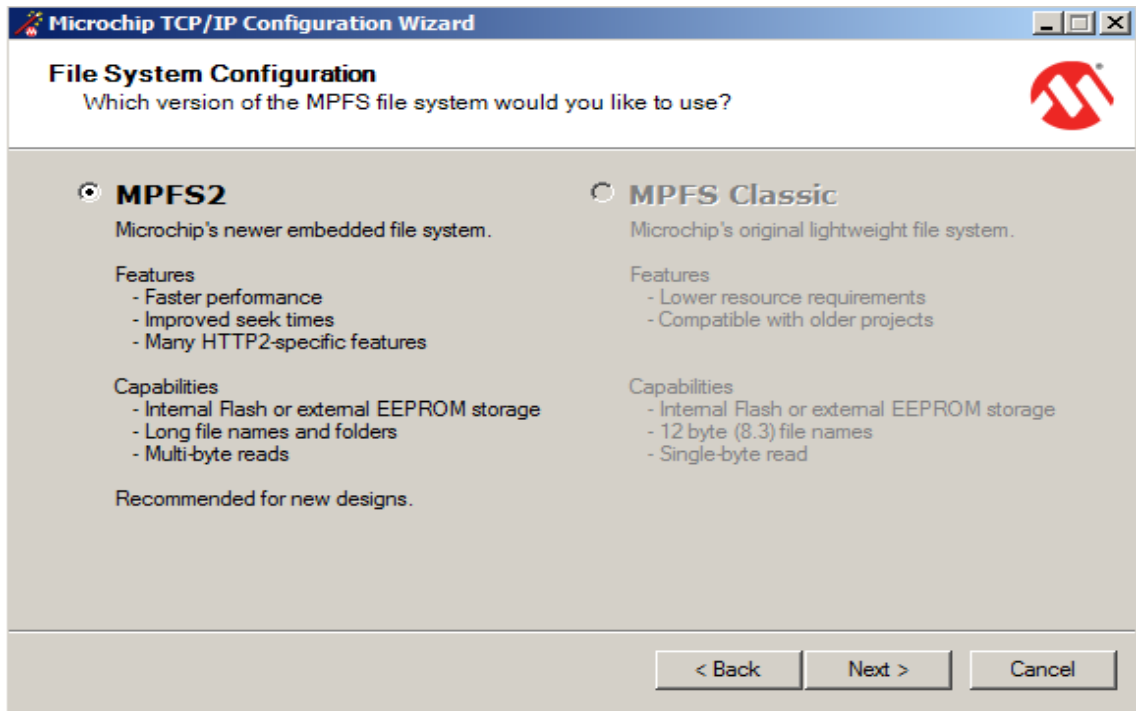 Microchip TCP/IP Configuration Wizard
File System Configuration
Which version of the MPFS file system would you like to use?
MPFS2
Microchip's newer embedded file system.
Features
- Faster performance
- Improved seek times
- Many HTTP2-specific features
Capabilities
- Internal Flash or external EEPROM storage
- Long file names and folders
- Multi-byte reads
Recommended for new designs.
MPFS Classic
Microchip's original lightweight file system.
Features
- Lower resource requirements
- Compatible with older projects
Capabilities
- Internal Flash or external EEPROM storage
- 12 byte (8.3) file names
- Single-byte read
< Back
Next >
Cancel